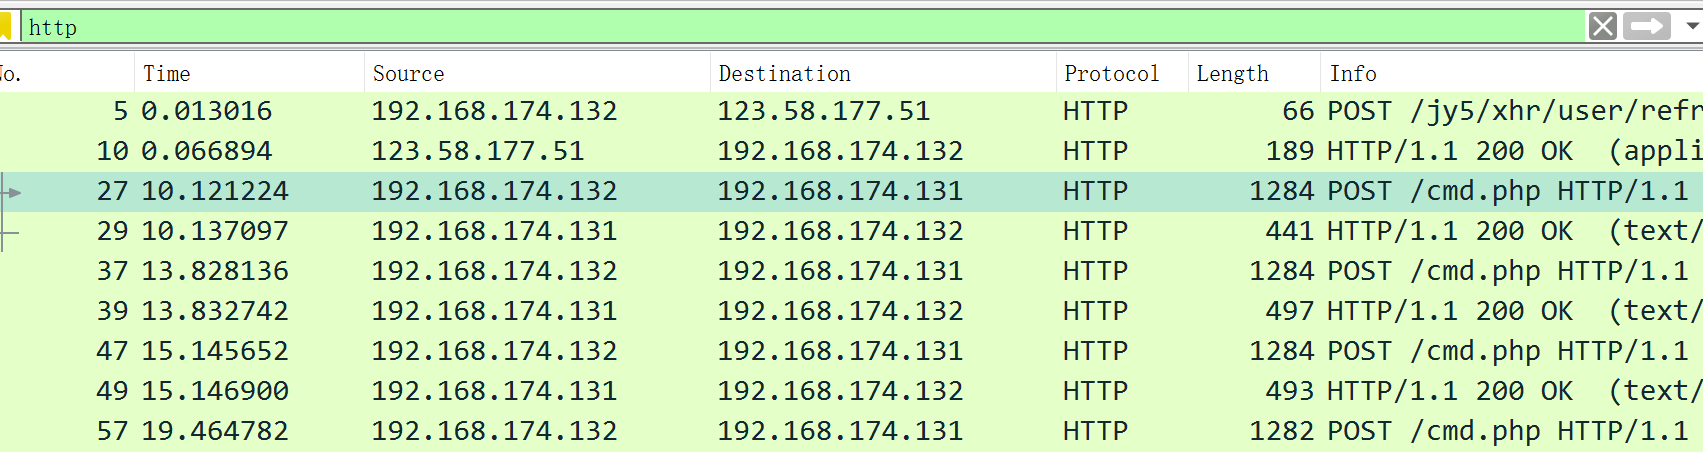 http
No. Time Source Destination Protocol Length Info
5 0.013016 192.168.174.132 123.58.177.51 HTTP 66 POST /jy5/xhr/user/refr
10 0.066894 123.58.177.51 192.168.174.132 HTTP 189 HTTP/1.1 200 OK (appli
27 10.121224 192.168.174.132 192.168.174.131 HTTP 1284 POST /cmd.php HTTP/1.1
29 10.137097 192.168.174.131 192.168.174.132 HTTP 441 HTTP/1.1 200 OK (text/
37 13.828136 192.168.174.132 192.168.174.131 HTTP 1284 POST /cmd.php HTTP/1.1
39 13.832742 192.168.174.131 192.168.174.132 HTTP 497 HTTP/1.1 200 OK (text/
47 15.145652 192.168.174.132 192.168.174.131 HTTP 1284 POST /cmd.php HTTP/1.1
49 15.146900 192.168.174.131 192.168.174.132 HTTP 493 HTTP/1.1 200 OK (text/
57 19.464782 192.168.174.132 192.168.174.131 HTTP 1282 POST /cmd.php HTTP/1.1